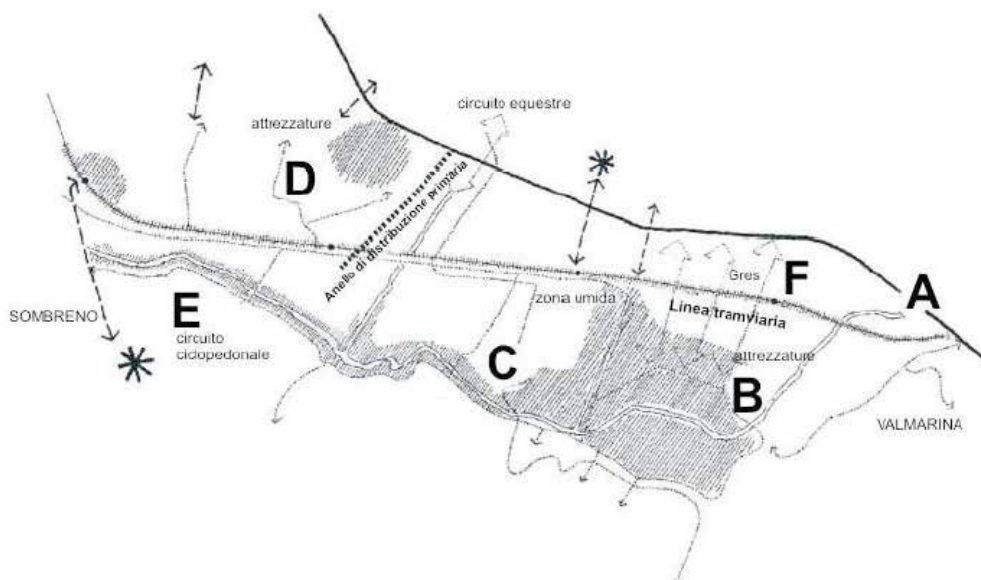 circuito equestre
attrezzature
D
Anello di distribuzione primaria
Gres
F
A
zona umida
Linea tramviaria
SOMBRENO
E
circuito
ciclopedonale
C
attrezzature
B
VALMARINA